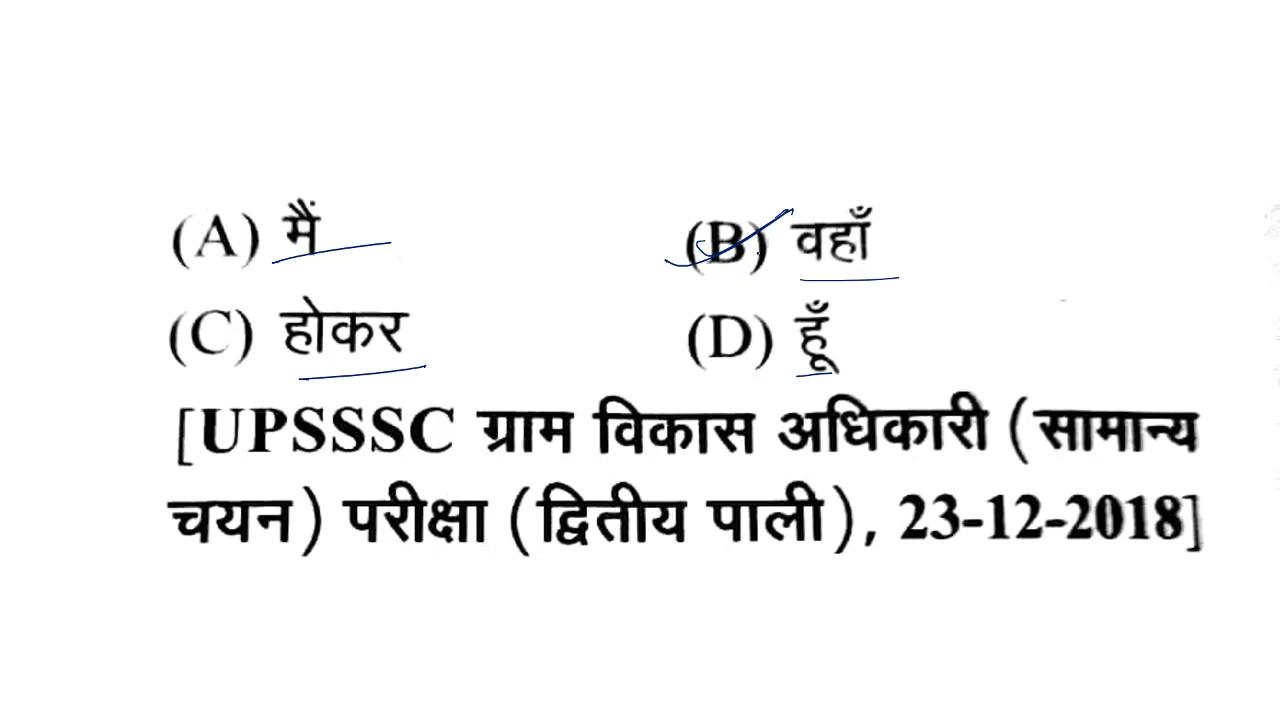 (A) मैं (B) वहाँ
(C) होकर (D) हूँ
[UPSSSC ग्राम विकास अधिकारी (सामान्य
चयन) परीक्षा (द्वितीय पाली), 23-12-2018]